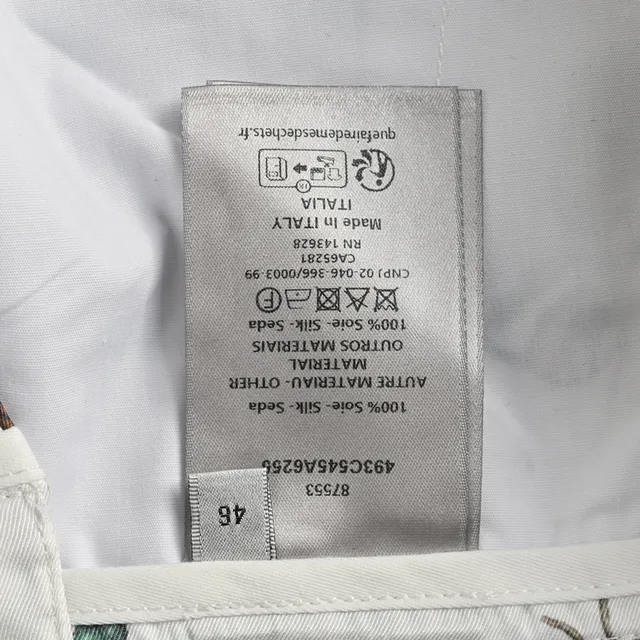 87553
493C545A6256
100% Soie- Silk- Seda
AUTRE MATERIAU- OTHER
MATERIAL
OUTROS MATERIAIS
100% Soie- Silk- Seda
CNPJ 02-046-366/0003-99
CA65281
RN 143628
Made in ITALY
ITALIA
quefairedemesdechets.fr
46